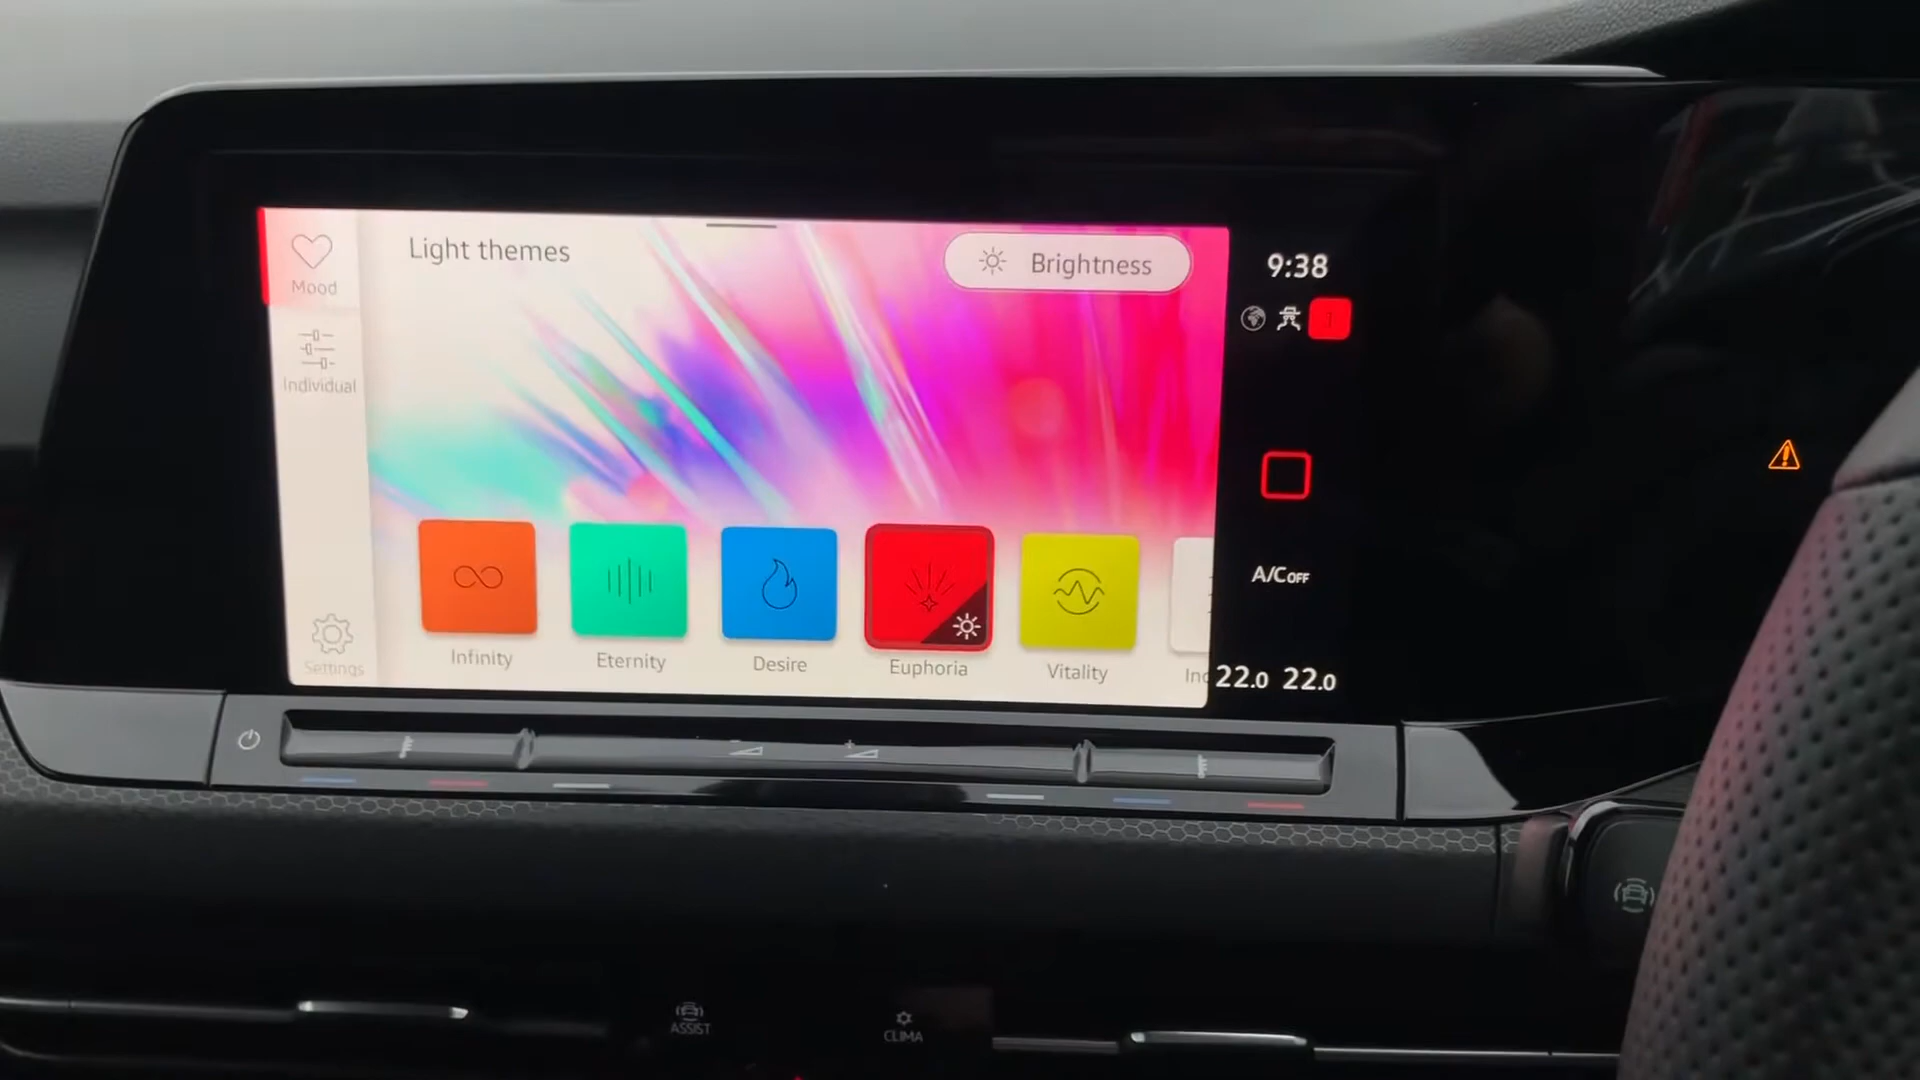 Light themes
Brightness
9:38
Mood
Individual
A/C OFF
Infinity
Eternity
Desire
Euphoria
Vitality
Settings
22.0 22.0
ASSIST
CLIMA